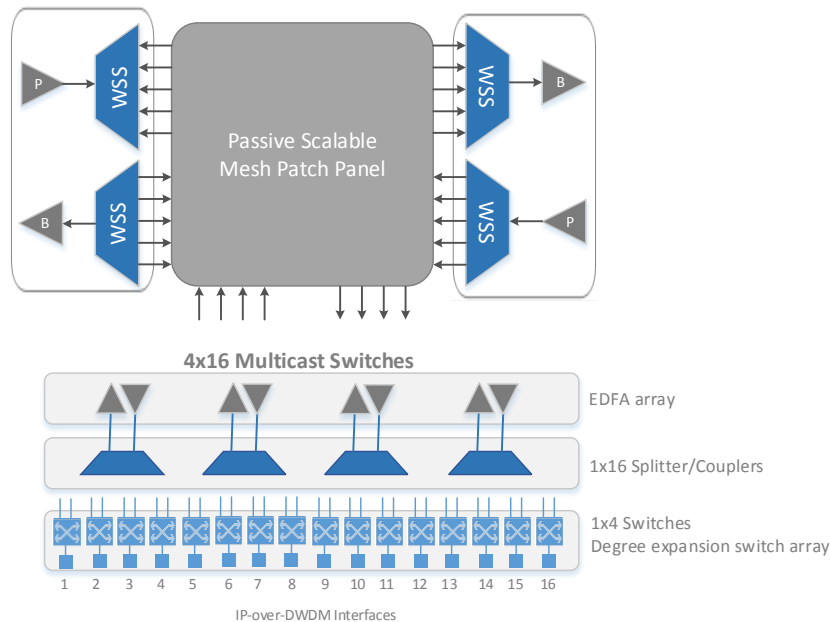 P
WSS
WSS
B
Passive Scalable
Mesh Patch Panel
WSS
B
WSS
P
4x16 Multicast Switches
EDFA array
1x16 Splitter/Couplers
1x4 Switches
Degree expansion switch array
1 2 3 4 5 6 7 8 9 10 11 12 13 14 15 16
IP-over-DWDM Interfaces